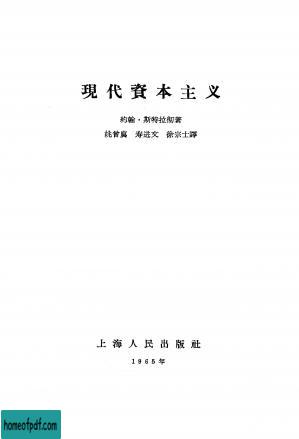 現代資本主义
約翰·斯特拉彻著
姚曾廙 寿进文 徐宗士譯
上海人民出版社
1965年
homeofpdf.com